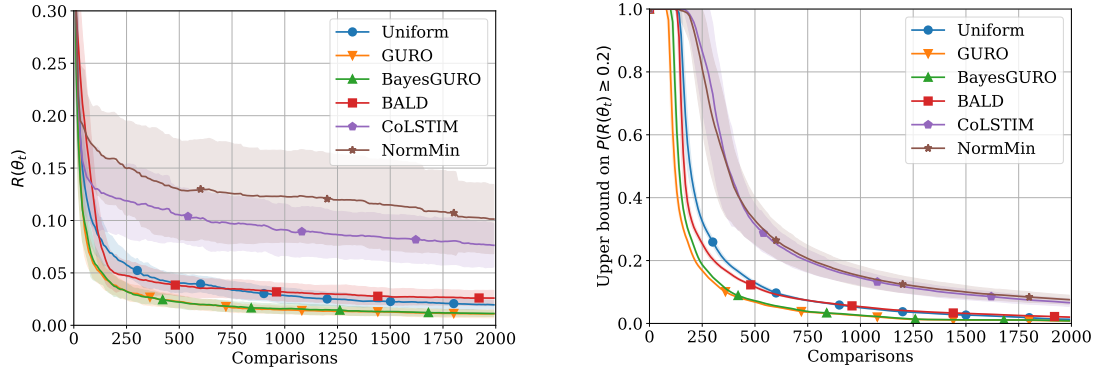 0.30
0.25
0.20
0.15
0.10
0.05
0.00
R(θ_t)
0 250 500 750 1000 1250 1500 1750 2000
Comparisons
Uniform
GURO
BayesGURO
BALD
CoLSTIM
NormMin
1.0
0.8
0.6
0.4
0.2
0.0
Upper bound on P(R(θ_t) ≥ 0.2)
0 250 500 750 1000 1250 1500 1750 2000
Comparisons
Uniform
GURO
BayesGURO
BALD
CoLSTIM
NormMin